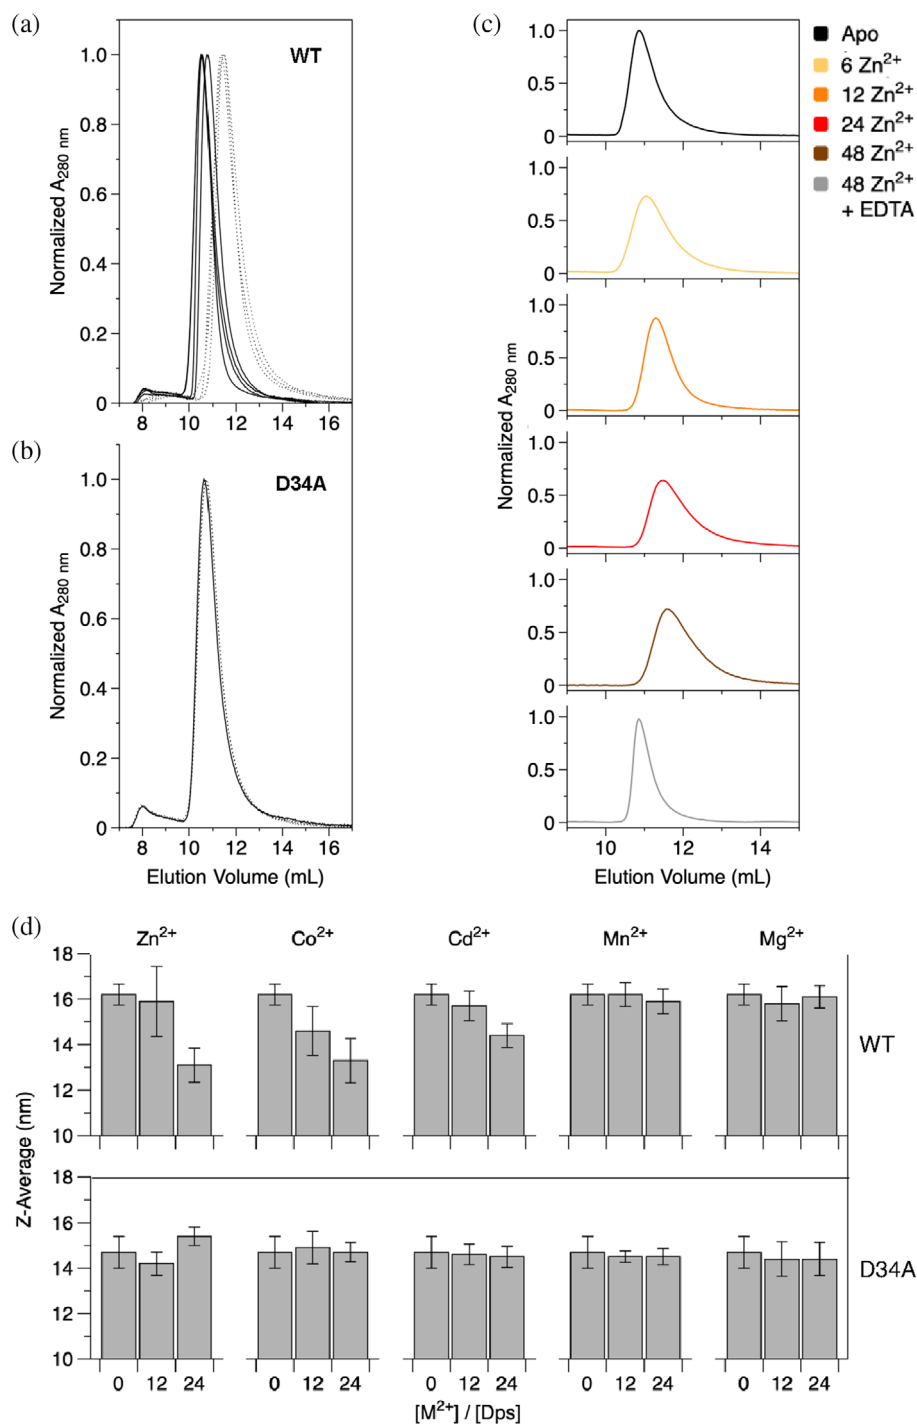 (a)
WT
Normalized A280 nm
1.0
0.8
0.6
0.4
0.2
0
8 10 12 14 16
(b)
D34A
Normalized A280 nm
1.0
0.8
0.6
0.4
0.2
0
8 10 12 14 16
Elution Volume (mL)
(c)
Normalized A280 nm
1.0
0.5
0
1.0
0.5
0
1.0
0.5
0
1.0
0.5
0
1.0
0.5
0
1.0
0.5
0
10 12 14
Elution Volume (mL)
Apo
6 Zn2+
12 Zn2+
24 Zn2+
48 Zn2+
48 Zn2+
+ EDTA
(d)
Zn2+ Co2+ Cd2+ Mn2+ Mg2+
Z-Average (nm)
18
16
14
12
10
WT
18
16
14
12
10
D34A
0 12 24 0 12 24 0 12 24 0 12 24 0 12 24
[M2+] / [Dps]